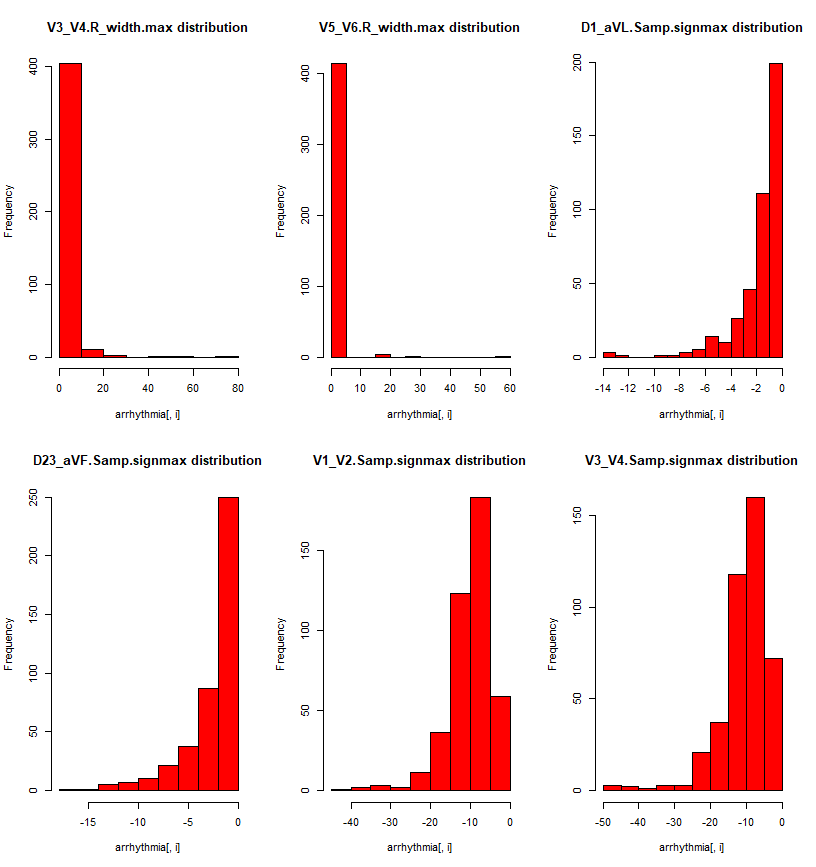 V3_V4.R_width.max distribution
Frequency
0 100 200 300 400
0 20 40 60 80
arrhythmia[, i]
V5_V6.R_width.max distribution
Frequency
0 100 200 300 400
0 10 20 30 40 50 60
arrhythmia[, i]
D1_aVL.Samp.signmax distribution
0 50 100 150 200
Frequency
-14 -12 -10 -8 -6 -4 -2 0
arrhythmia[, i]
D23_aVF.Samp.signmax distribution
Frequency
0 50 100 150 200 250
-15 -10 -5 0
arrhythmia[, i]
V1_V2.Samp.signmax distribution
Frequency
0 50 100 150
-40 -30 -20 -10 0
arrhythmia[, i]
V3_V4.Samp.signmax distribution
Frequency
0 50 100 150
-50 -40 -30 -20 -10 0
arrhythmia[, i]